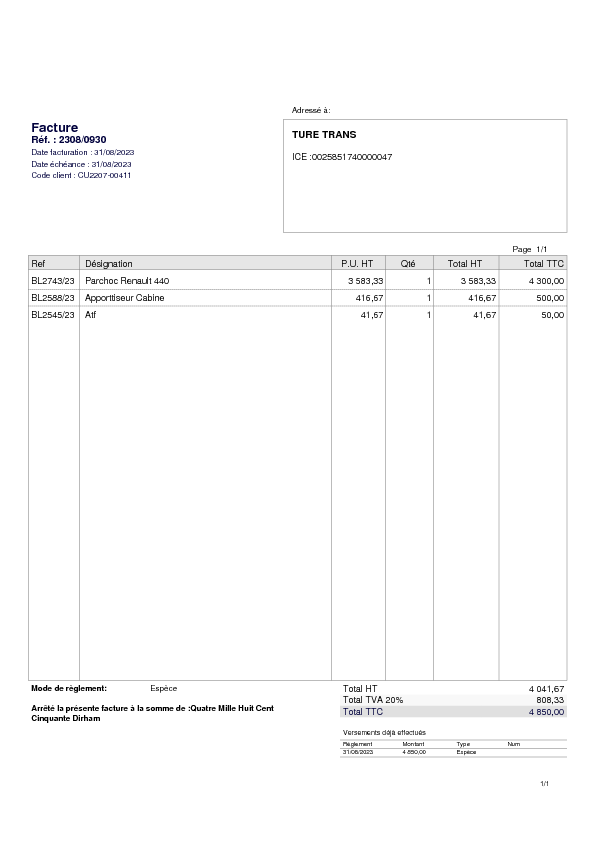 Adressé à:
Facture
Réf. : 2308/0930
Date facturation : 31/08/2023
Date échéance : 31/08/2023
Code client : CU2207-00411
TURE TRANS
ICE :0025851740000047
Page 1/1
Ref Désignation P.U. HT Qté Total HT Total TTC
BL2743/23 Parchoc Renault 440 3 583,33 1 3 583,33 4 300,00
BL2588/23 Apporttiseur Cabine 416,67 1 416,67 500,00
BL2545/23 Atf 41,67 1 41,67 50,00
Mode de règlement: Espèce
Total HT 4 041,67
Total TVA 20% 808,33
Total TTC 4 850,00
Arrêté la présente facture à la somme de :Quatre Mille Huit Cent
Cinquante Dirham
Versements déjà effectués
Règlement Montant Type Num
31/08/2023 4 850,00 Espèce
1/1